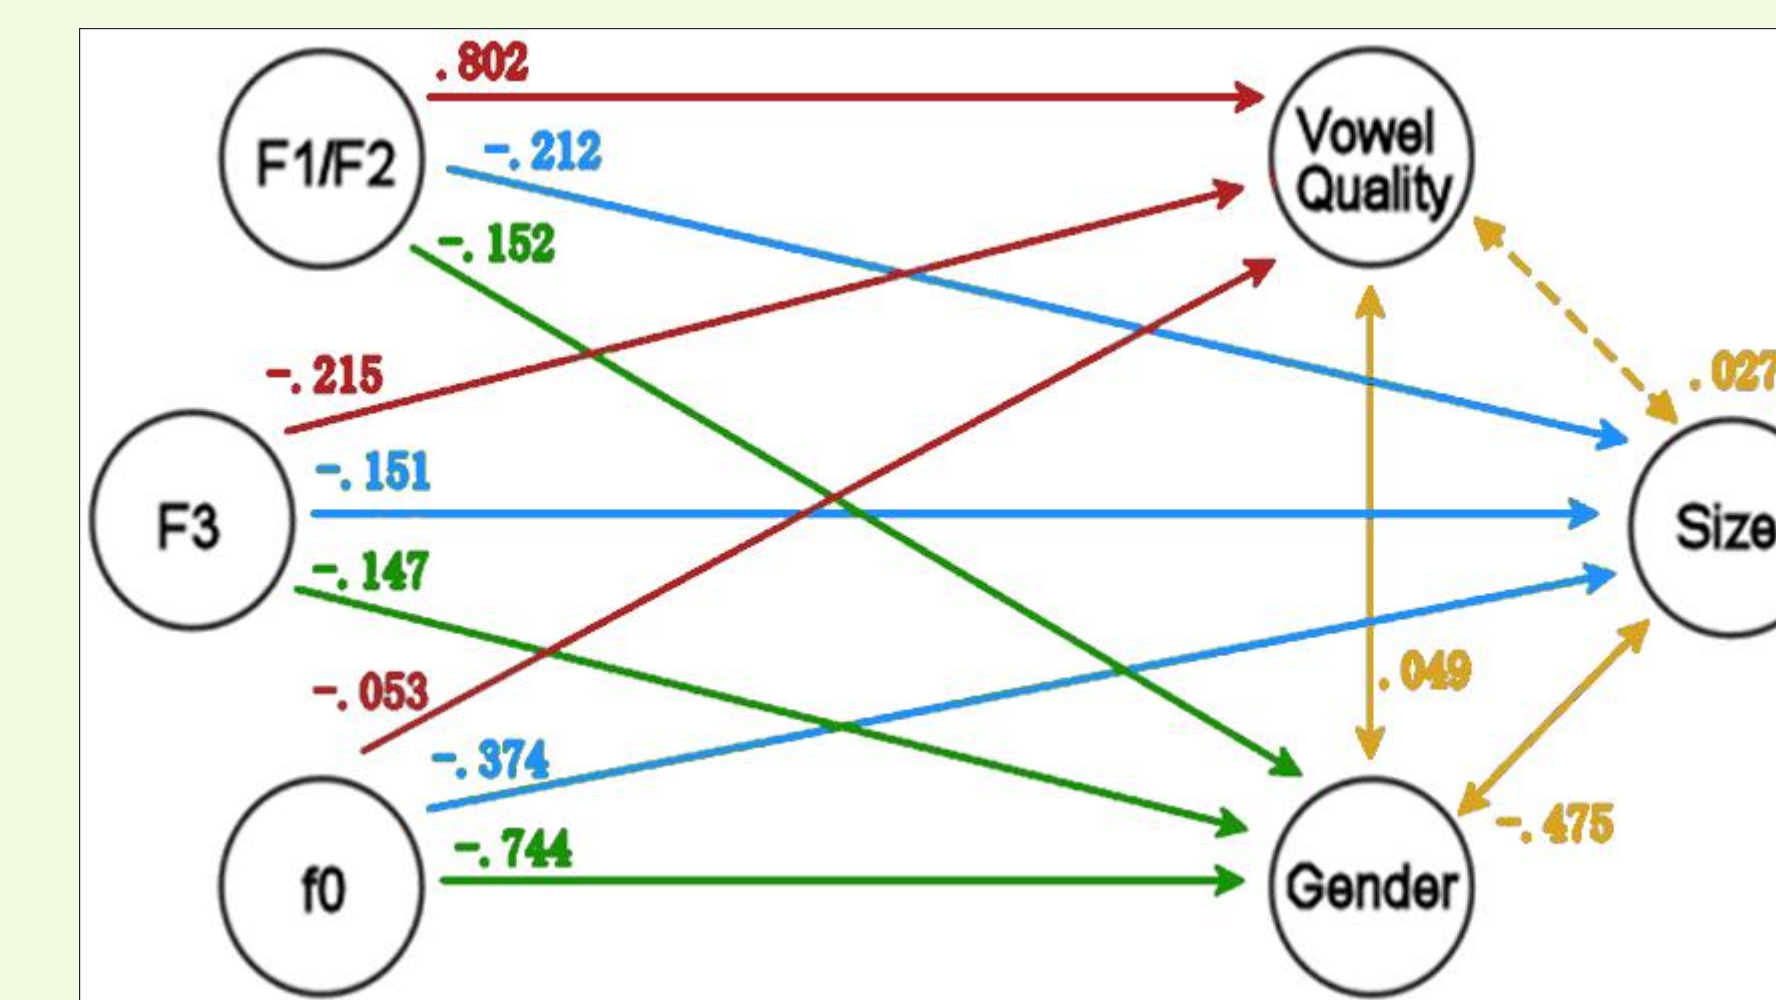 . 802
F1/F2
-. 212
-. 152
Vowel
Quality
-. 215
. 027
F3
-. 151
-. 147
Size
-. 053
. 049
-. 374
-. 475
f0
-. 744
Gender